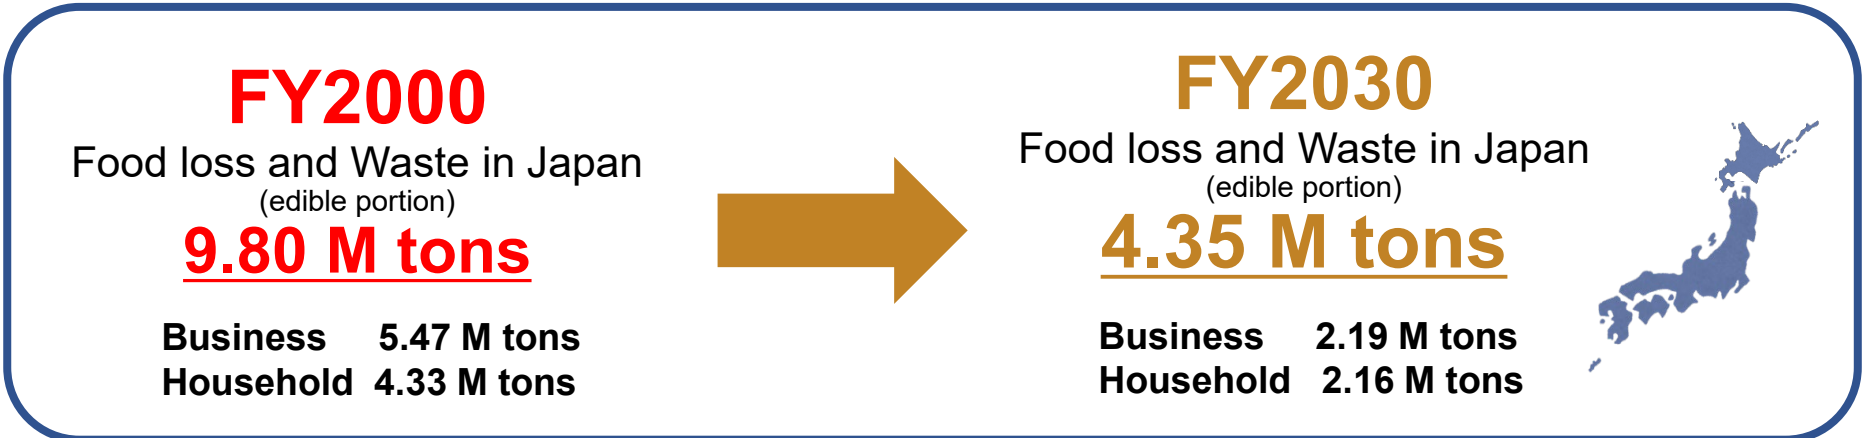 FY2000
Food loss and Waste in Japan
(edible portion)
9.80 M tons
Business 5.47 M tons
Household 4.33 M tons
FY2030
Food loss and Waste in Japan
(edible portion)
4.35 M tons
Business 2.19 M tons
Household 2.16 M tons